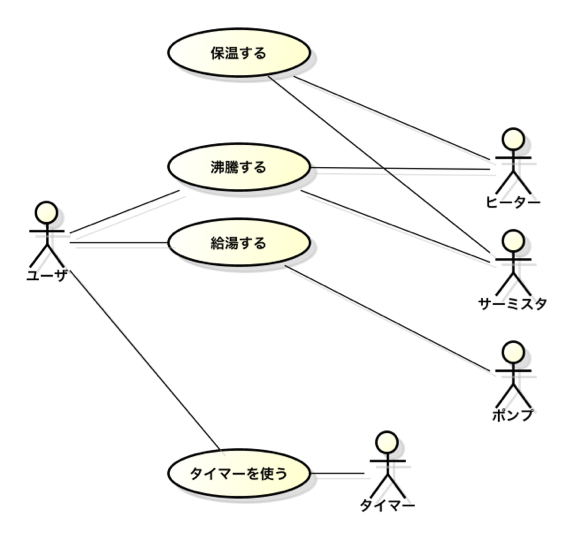 保温する
沸騰する
ヒーター
給湯する
ユーザ
サーミスタ
ポンプ
タイマーを使う
タイマー